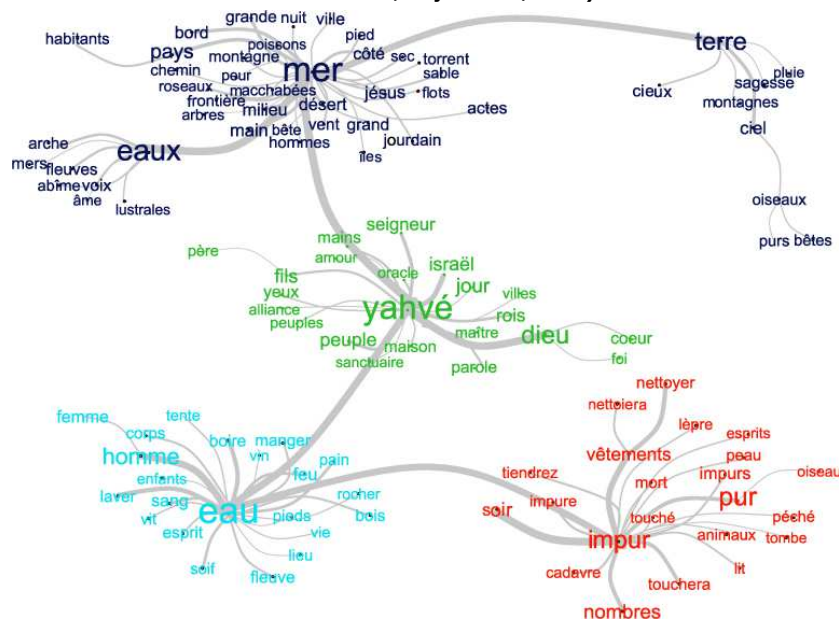 grande nuit ville
bord
habitants
pays
poissons
pied
côté
terre
montagne
mer
sec torrent
chemin
peur
sable
pluie
roseaux
macchabées
jésus
flots
cieux
sagesse
frontière
milieu
désert
actes
montagnes
arbres
main bête
vent
grand
ciel
hommes
jourdain
arche
eaux
îles
mers
fleuves
abîme voix
âme
lustrales
oiseaux
purs bêtes
seigneur
mains
père
amour
israël
fils
oracle
jour
yeux
villes
alliance
yahvé
rois
peuples
maître
dieu
peuple
maison
coeur
sanctuaire
parole
foi
nettoyer
nettoiera
femme
tente
lèpre
esprits
corps
boire
manger
vêtements
homme
vin
pain
peau
feu
tiendrez
impurs
oiseau
enfants
mort
laver
sang
rocher
impure
pur
eau
soir
vit
pieds
bois
touché
péché
esprit
vie
impur
animaux
tombe
lieu
soif
fleuve
cadavre
touchera
lit
nombres